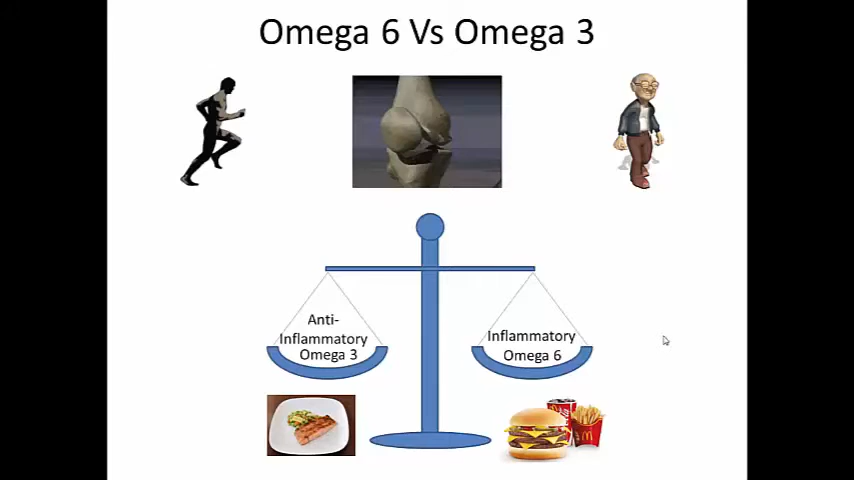 Omega 6 Vs Omega 3
Anti-
Inflammatory
Omega 3
Inflammatory
Omega 6